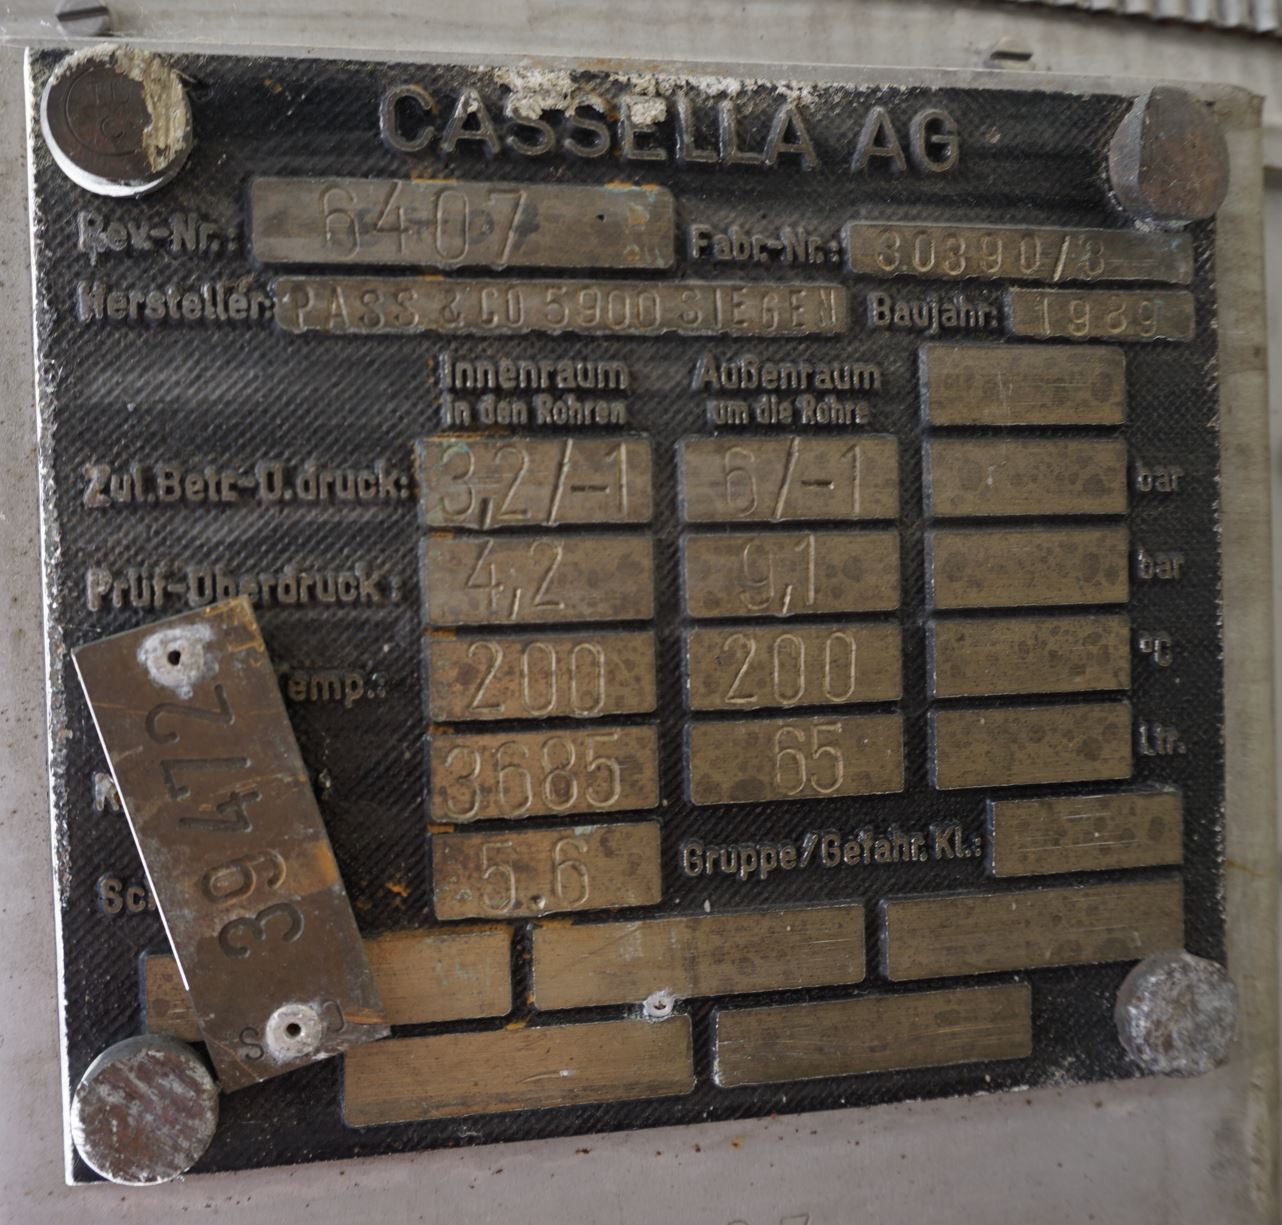 CASSELLA AG
Rev.-Nr.: 6407 Fabr.-Nr.: 30390/3
Hersteller: PASS & CO 5900 SIEGEN Baujahr: 1989
Innenraum Außenraum
in den Rohren um die Rohre
Zul. Betr.-Ü.druck: 3,2/-1 6/-1 bar
Prüf-Überdruck: 4,2 9,1 bar
emp.: 200 200 °C
3685 65 Ltr.
5.6 Gruppe/Gefahr. Kl.:
39472